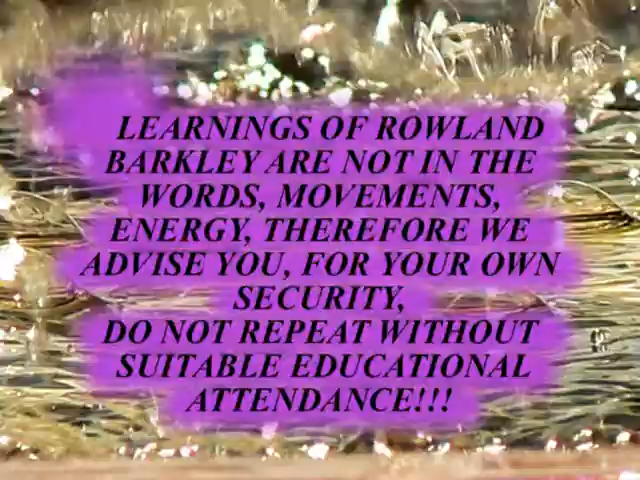 LEARNINGS OF ROWLAND
BARKLEY ARE NOT IN THE
WORDS, MOVEMENTS,
ENERGY, THEREFORE WE
ADVISE YOU, FOR YOUR OWN
SECURITY,
DO NOT REPEAT WITHOUT
SUITABLE EDUCATIONAL
ATTENDANCE!!!